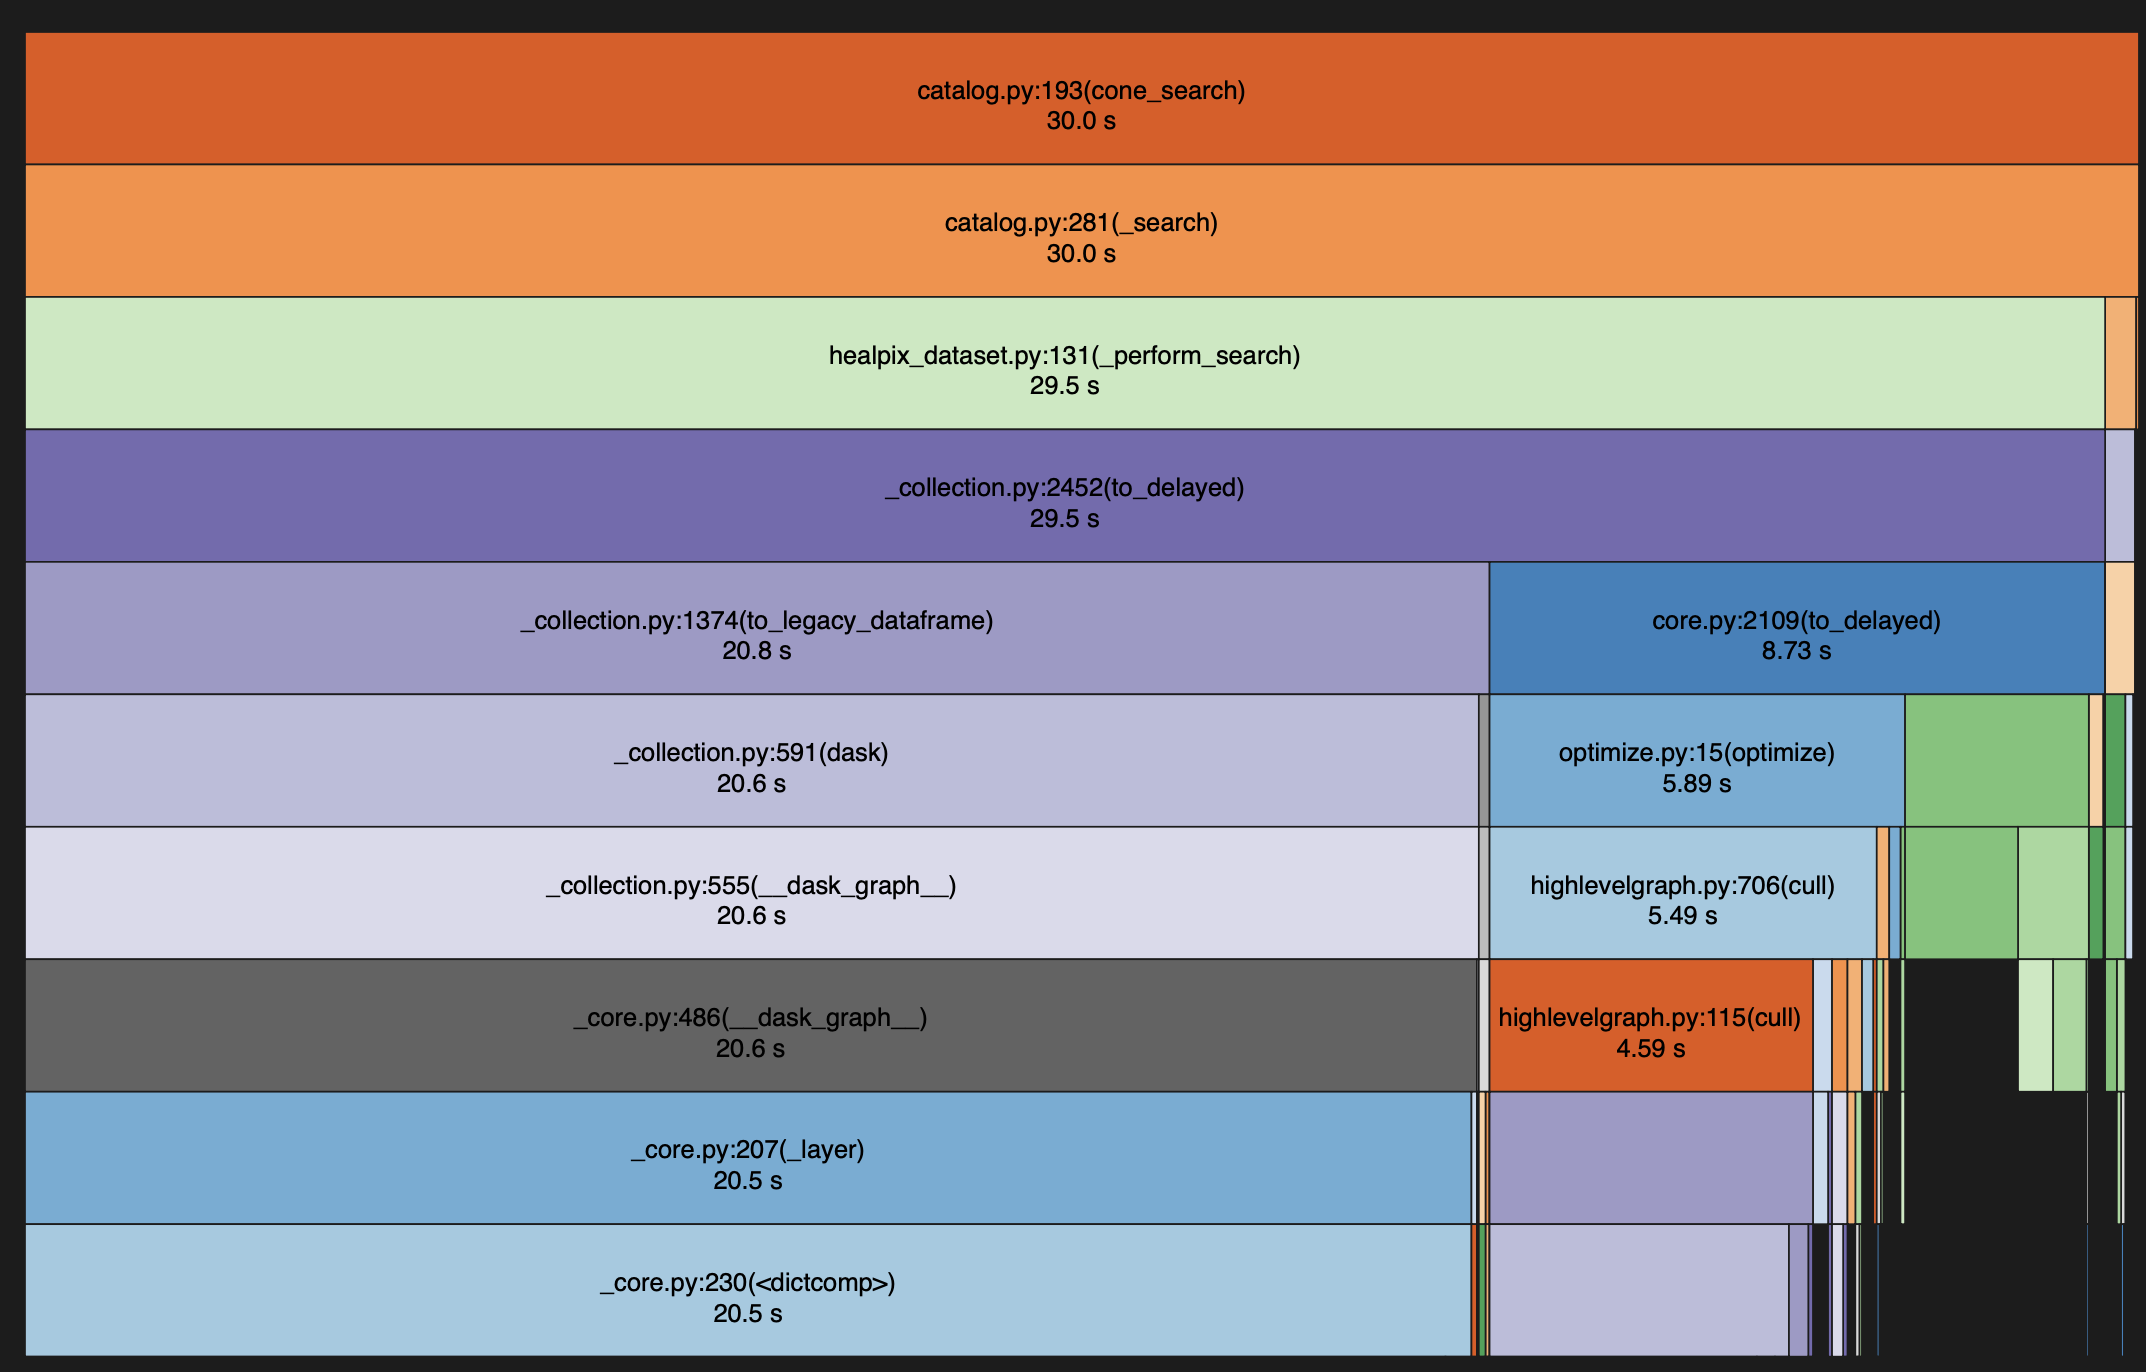 catalog.py:193(cone_search)
30.0 s
catalog.py:281(_search)
30.0 s
healpix_dataset.py:131(_perform_search)
29.5 s
_collection.py:2452(to_delayed)
29.5 s
_collection.py:1374(to_legacy_dataframe)
20.8 s
core.py:2109(to_delayed)
8.73 s
_collection.py:591(dask)
20.6 s
optimize.py:15(optimize)
5.89 s
_collection.py:555(__dask_graph__)
20.6 s
highlevelgraph.py:706(cull)
5.49 s
_core.py:486(__dask_graph__)
20.6 s
highlevelgraph.py:115(cull)
4.59 s
_core.py:207(_layer)
20.5 s
_core.py:230(<dictcomp>)
20.5 s